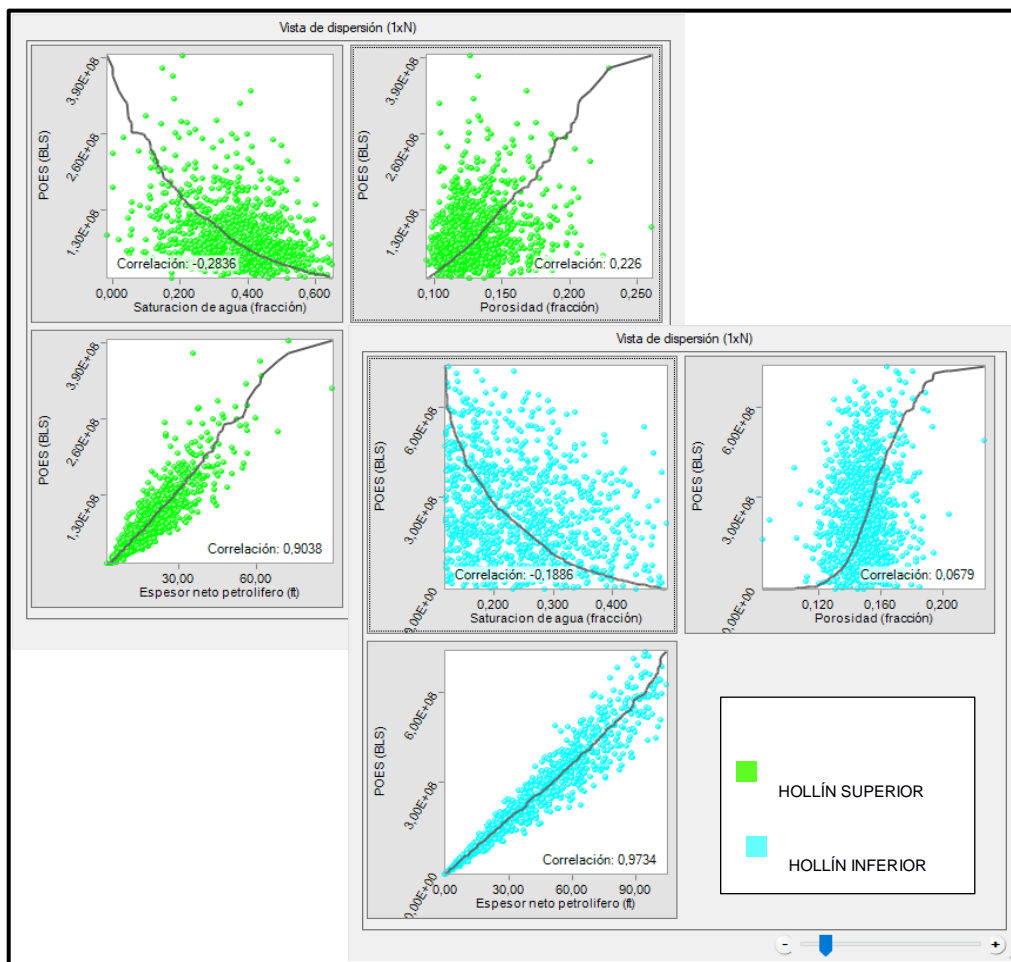 Vista de dispersión (1xN)
POES (BLS)
3,90E+08
2,60E+08
1,30E+08
Correlación: -0,2836
0,000 0,200 0,400 0,600
Saturacion de agua (fracción)
POES (BLS)
3,90E+08
2,60E+08
1,30E+08
Correlación: 0,226
0,100 0,150 0,200 0,250
Porosidad (fracción)
POES (BLS)
3,90E+08
2,60E+08
1,30E+08
Correlación: 0,9038
30,00 60,00
Espesor neto petrolifero (ft)
Vista de dispersión (1xN)
POES (BLS)
6,00E+08
3,00E+08
0,00E+00
Correlación: -0,1886
0,200 0,300 0,400
Saturacion de agua (fracción)
POES (BLS)
6,00E+08
3,00E+08
0,00E+00
Correlación: 0,0679
0,120 0,160 0,200
Porosidad (fracción)
POES (BLS)
6,00E+08
3,00E+08
0,00E+00
Correlación: 0,9734
0,00 30,00 60,00 90,00
Espesor neto petrolifero (ft)
HOLLÍN SUPERIOR
HOLLÍN INFERIOR